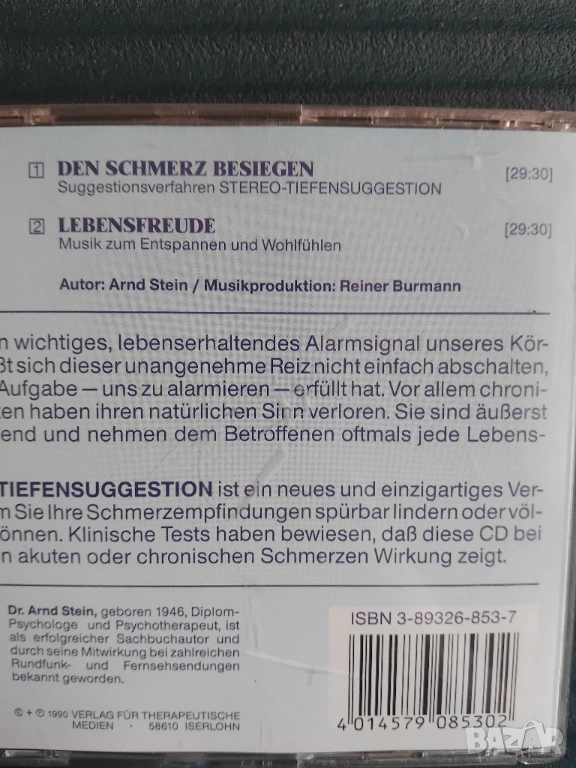 1 DEN SCHMERZ BESIEGEN [29:30]
Suggestionsverfahren STEREO-TIEFENSUGGESTION
2 LEBENSFREUDE [29:30]
Musik zum Entspannen und Wohlfühlen
Autor: Arnd Stein / Musikproduktion: Reiner Burmann
n wichtiges, lebenserhaltendes Alarmsignal unseres Kör-
ßt sich dieser unangenehme Reiz nicht einfach abschalten,
Aufgabe — uns zu alarmieren — erfüllt hat. Vor allem chroni-
zen haben ihren natürlichen Sinn verloren. Sie sind äußerst
end und nehmen dem Betroffenen oftmals jede Lebens-
TIEFENSUGGESTION ist ein neues und einzigartiges Ver-
m Sie Ihre Schmerzempfindungen spürbar lindern oder völ-
önnen. Klinische Tests haben bewiesen, daß diese CD bei
n akuten oder chronischen Schmerzen Wirkung zeigt.
Dr. Arnd Stein, geboren 1946, Diplom-
Psychologe und Psychotherapeut, ist
als erfolgreicher Sachbuchautor und
durch seine Mitwirkung bei zahlreichen
Rundfunk- und Fernsehsendungen
bekannt geworden.
© + ℗ 1990 VERLAG FÜR THERAPEUTISCHE
MEDIEN · 58610 ISERLOHN
ISBN 3-89326-853-7
4 014579 085302
BAZAR